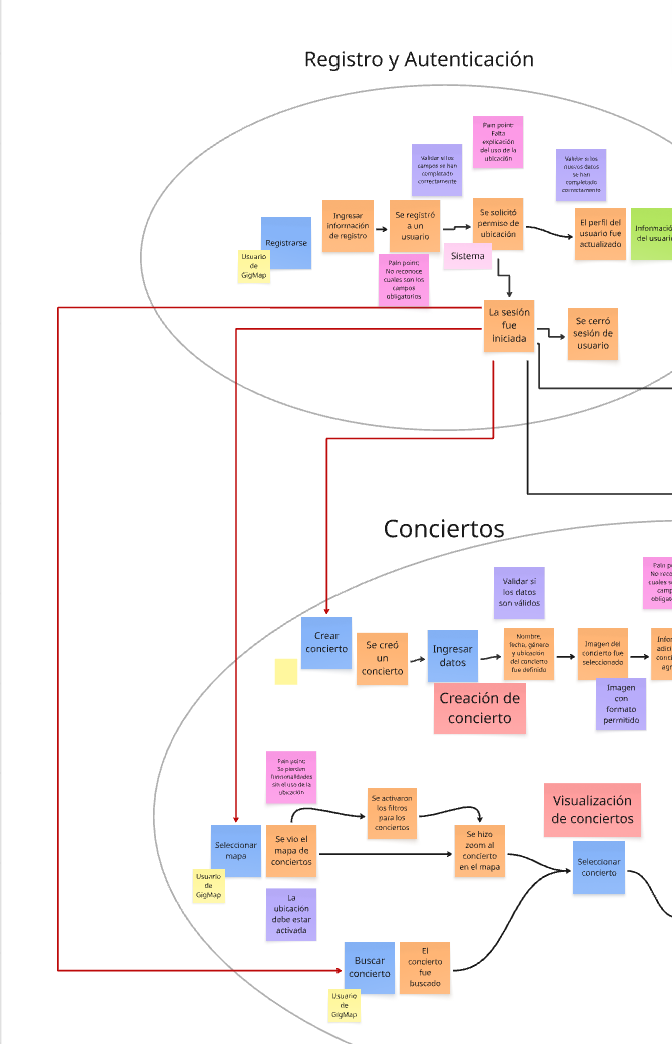 Registro y Autenticación
Pain point:
Falta
explicación
del uso de la
ubicación
Validar si los
campos se han
completado
correctamente
Validar si los
nuevos datos
se han
completado
correctamente
Registrarse
Usuario
de
GigMap
Ingresar
información
de registro
Se registró
a un
usuario
Se solicitó
permiso de
ubicación
El perfil del
usuario fue
actualizado
Informació
del usuario
Sistema
Pain point:
No reconoce
cuales son los
campos
obligatorios
La sesión
fue
iniciada
Se cerró
sesión de
usuario
Conciertos
Validar si
los datos
son válidos
Pain po
No reco
cuales s
camp
obligato
Crear
concierto
Se creó
un
concierto
Ingresar
datos
Nombre,
fecha, género
y ubicación
del concierto
fue definido
Imagen del
concierto fue
seleccionada
Infor
adici
conci
agr
Creación de
concierto
Imagen
con
formato
permitido
Pain point:
Se pierden
funcionalidades
sin el uso de la
ubicación
Se activaron
los filtros
para los
conciertos
Visualización
de conciertos
Seleccionar
mapa
Usuario
de
GigMap
Se vio el
mapa de
conciertos
Se hizo
zoom al
concierto
en el mapa
Seleccionar
concierto
La
ubicación
debe estar
activada
Buscar
concierto
El
concierto
fue
buscado
Usuario
de
GigMap